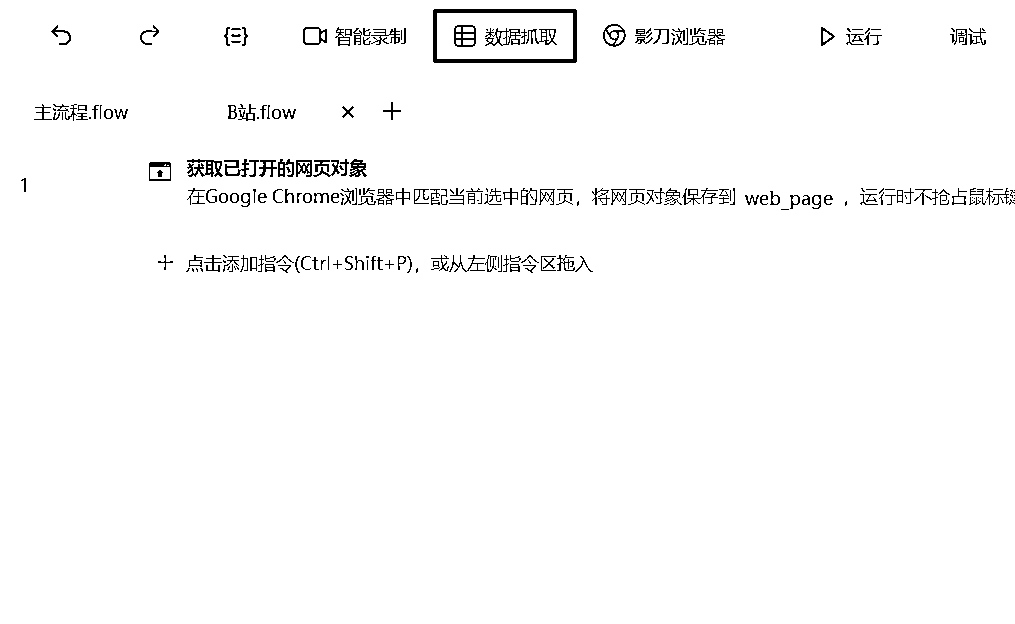 智能录制 数据抓取 影刀浏览器 运行 调试
主流程.flow B站.flow
1
获取已打开的网页对象
在Google Chrome浏览器中匹配当前选中的网页，将网页对象保存到 web_page ，运行时不抢占鼠标键
点击添加指令(Ctrl+Shift+P)，或从左侧指令区拖入